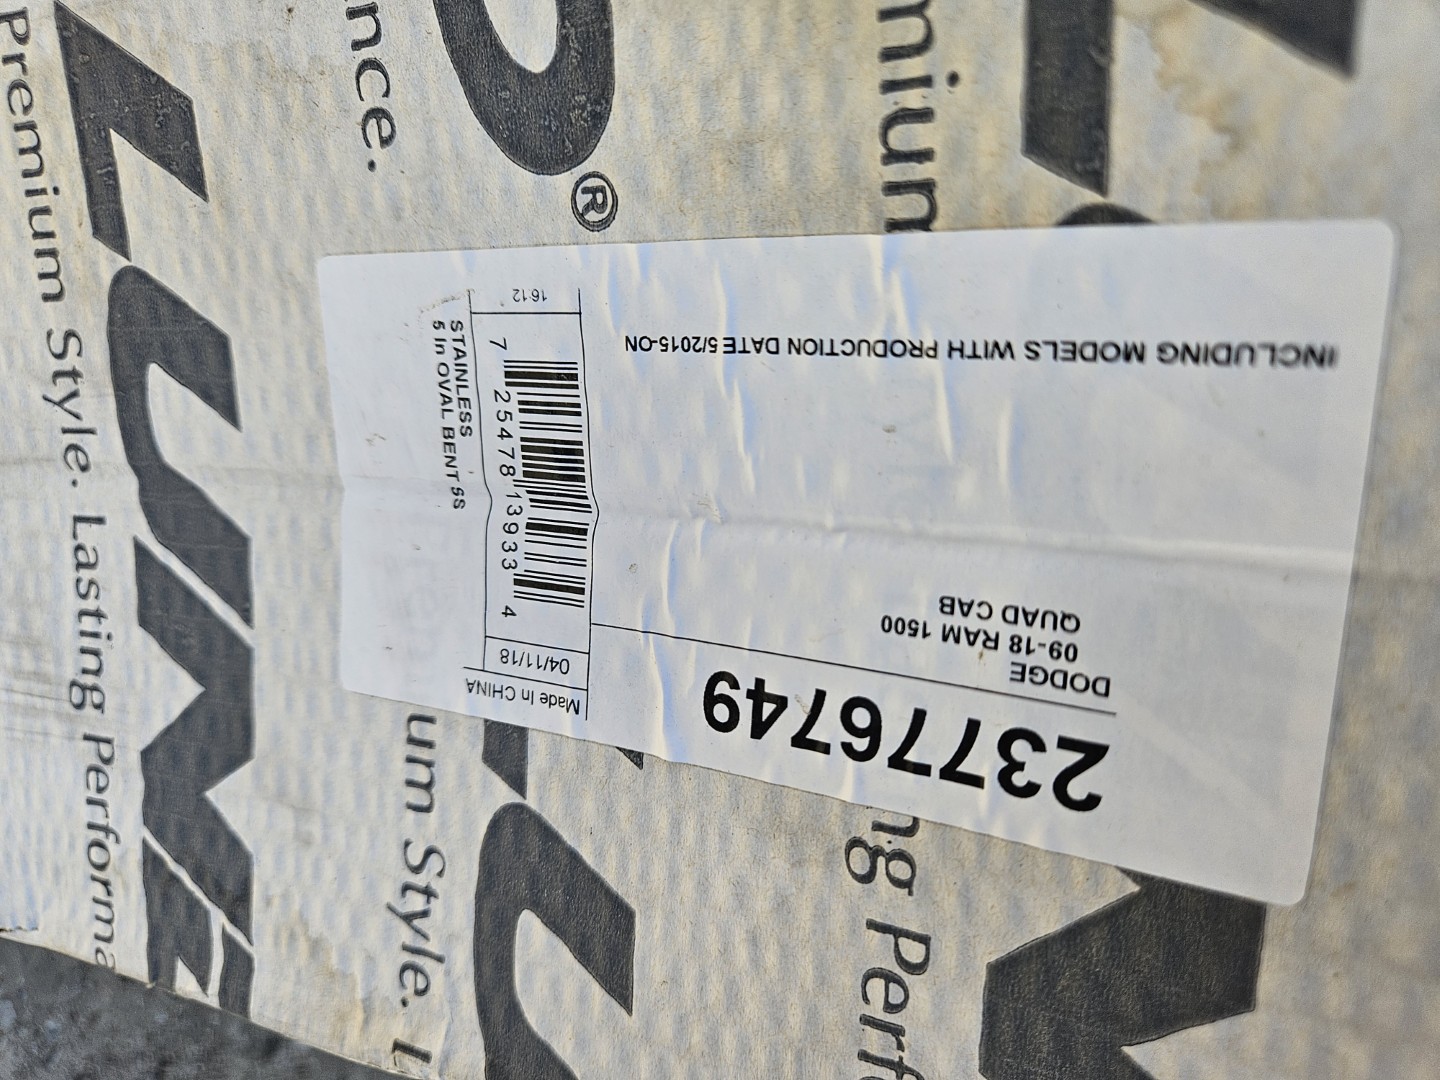 23776749
DODGE
09-18 RAM 1500
QUAD CAB
INCLUDING MODELS WITH PRODUCTION DATE 5/2015-ON
Made In CHINA
04/11/18
7 25478 13933 4
16:12
STAINLESS
5 In OVAL BENT SS
Premium Style. Lasting Performa
LUM
nce.
um Style. L
®
mium
ng Perf